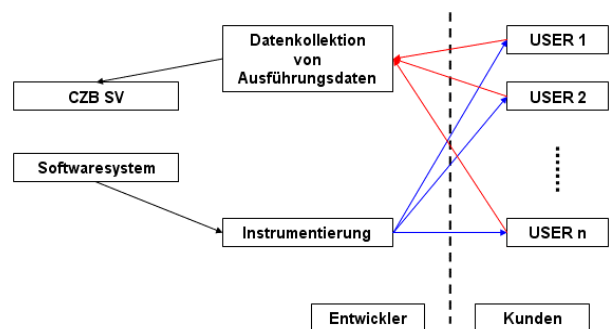 Datenkollektion
von
Ausführungsdaten
USER 1
CZB SV
USER 2
Softwaresystem
Instrumentierung
USER n
Entwickler
Kunden